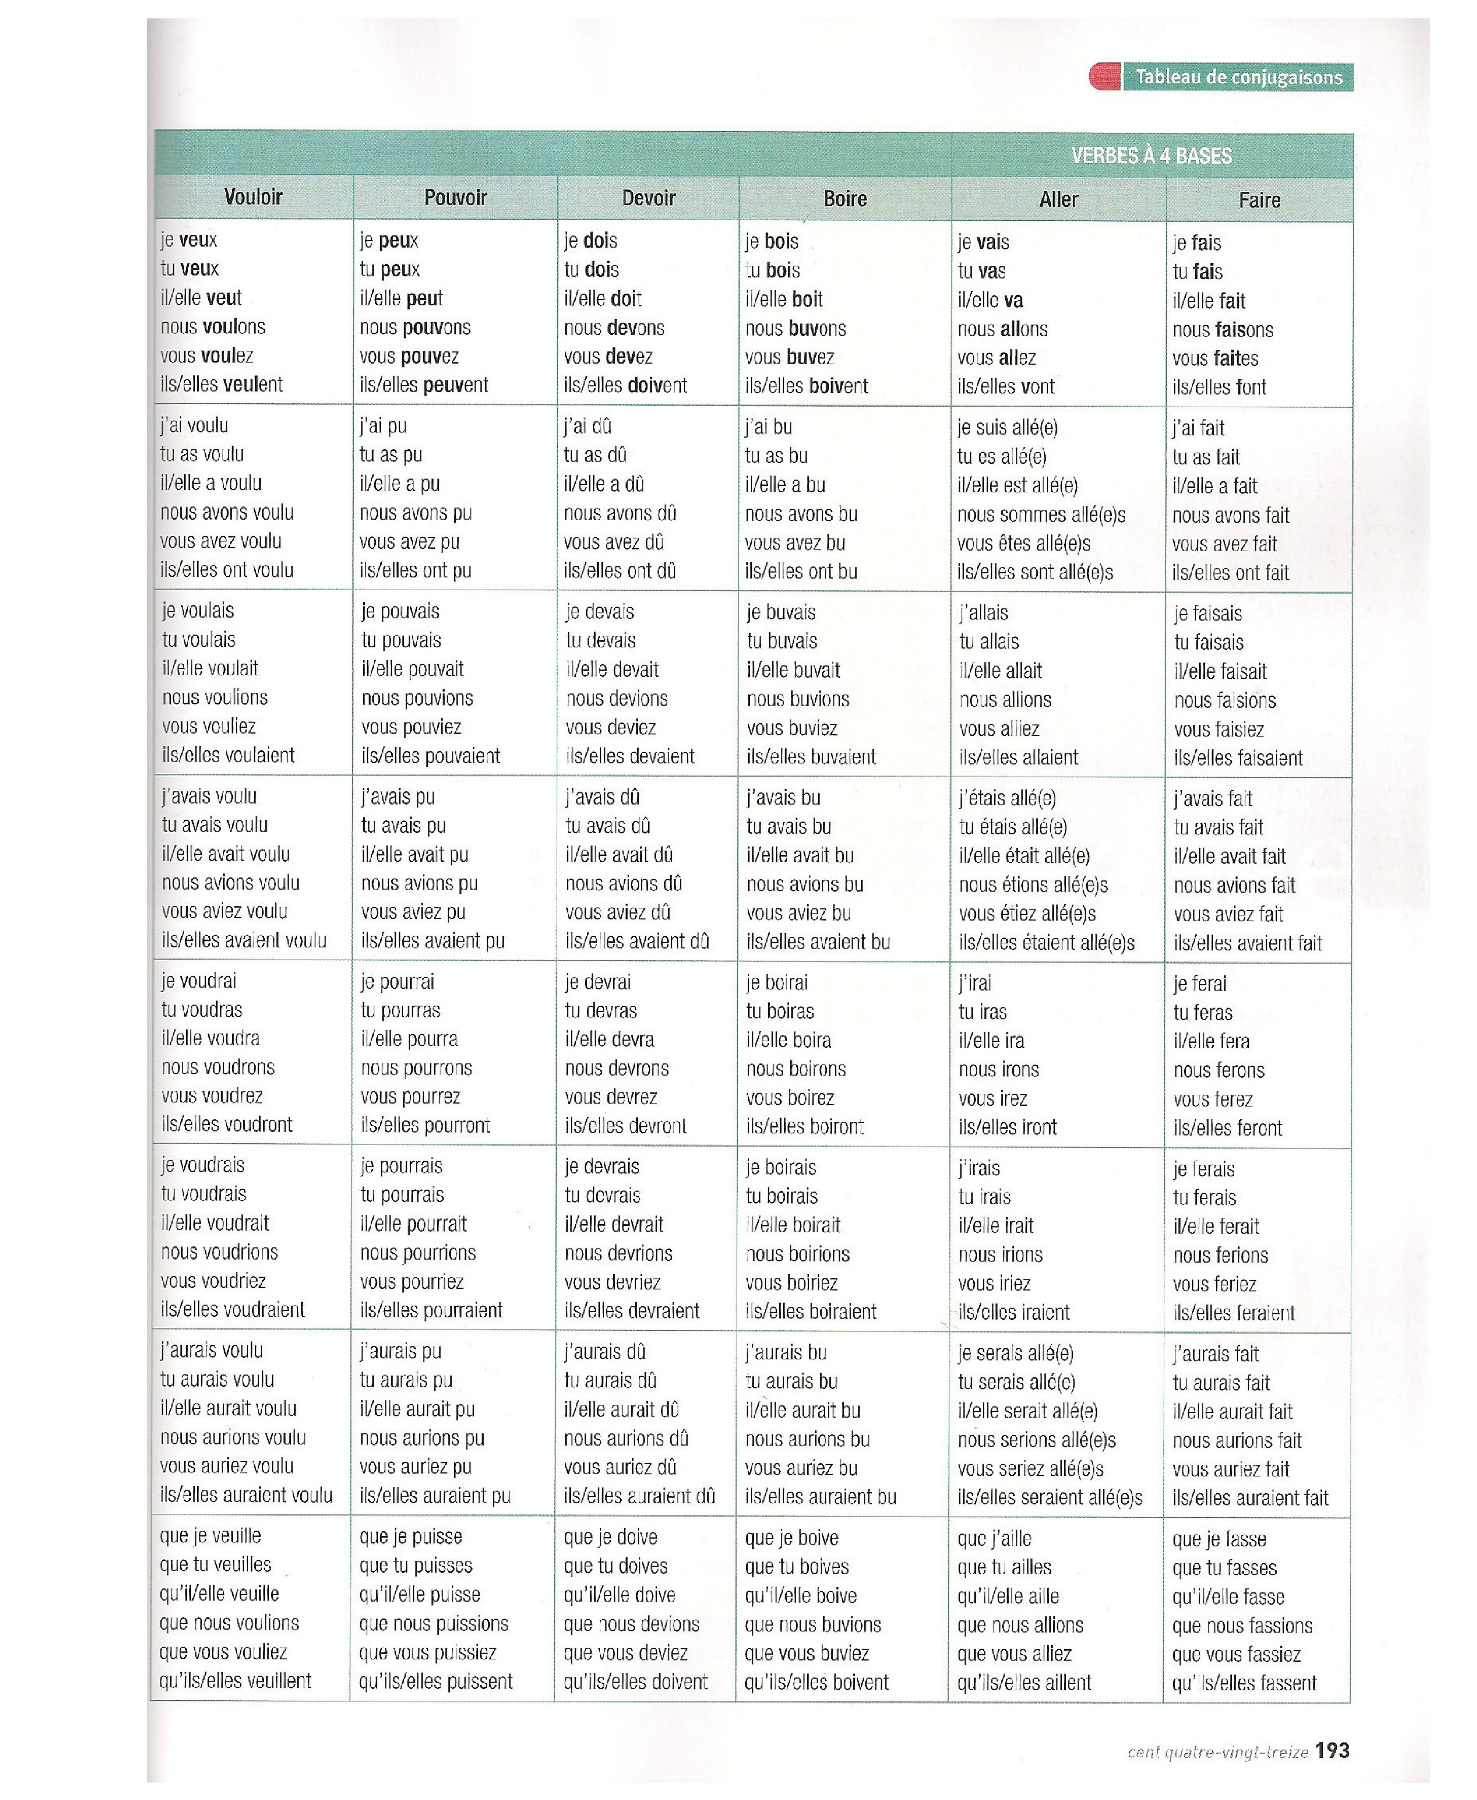 Tableau de conjugaisons
VERBES À 4 BASES
Vouloir Pouvoir Devoir Boire Aller Faire
je veux je peux je dois je bois je vais je fais
tu veux tu peux tu dois tu bois tu vas tu fais
il/elle veut il/elle peut il/elle doit il/elle boit il/elle va il/elle fait
nous voulons nous pouvons nous devons nous buvons nous allons nous faisons
vous voulez vous pouvez vous devez vous buvez vous allez vous faites
ils/elles veulent ils/elles peuvent ils/elles doivent ils/elles boivent ils/elles vont ils/elles font
j'ai voulu j'ai pu j'ai dû j'ai bu je suis allé(e) j'ai fait
tu as voulu tu as pu tu as dû tu as bu tu es allé(e) tu as fait
il/elle a voulu il/elle a pu il/elle a dû il/elle a bu il/elle est allé(e) il/elle a fait
nous avons voulu nous avons pu nous avons dû nous avons bu nous sommes allé(e)s nous avons fait
vous avez voulu vous avez pu vous avez dû vous avez bu vous êtes allé(e)s vous avez fait
ils/elles ont voulu ils/elles ont pu ils/elles ont dû ils/elles ont bu ils/elles sont allé(e)s ils/elles ont fait
je voulais je pouvais je devais je buvais j'allais je faisais
tu voulais tu pouvais tu devais tu buvais tu allais tu faisais
il/elle voulait il/elle pouvait il/elle devait il/elle buvait il/elle allait il/elle faisait
nous voulions nous pouvions nous devions nous buvions nous allions nous faisions
vous vouliez vous pouviez vous deviez vous buviez vous alliez vous faisiez
ils/elles voulaient ils/elles pouvaient ils/elles devaient ils/elles buvaient ils/elles allaient ils/elles faisaient
j'avais voulu j'avais pu j'avais dû j'avais bu j'étais allé(e) j'avais fait
tu avais voulu tu avais pu tu avais dû tu avais bu tu étais allé(e) tu avais fait
il/elle avait voulu il/elle avait pu il/elle avait dû il/elle avait bu il/elle était allé(e) il/elle avait fait
nous avions voulu nous avions pu nous avions dû nous avions bu nous étions allé(e)s nous avions fait
vous aviez voulu vous aviez pu vous aviez dû vous aviez bu vous étiez allé(e)s vous aviez fait
ils/elles avaient voulu ils/elles avaient pu ils/elles avaient dû ils/elles avaient bu ils/elles étaient allé(e)s ils/elles avaient fait
je voudrai je pourrai je devrai je boirai j'irai je ferai
tu voudras tu pourras tu devras tu boiras tu iras tu feras
il/elle voudra il/elle pourra il/elle devra il/elle boira il/elle ira il/elle fera
nous voudrons nous pourrons nous devrons nous boirons nous irons nous ferons
vous voudrez vous pourrez vous devrez vous boirez vous irez vous ferez
ils/elles voudront ils/elles pourront ils/elles devront ils/elles boiront ils/elles iront ils/elles feront
je voudrais je pourrais je devrais je boirais j'irais je ferais
tu voudrais tu pourrais tu devrais tu boirais tu irais tu ferais
il/elle voudrait il/elle pourrait il/elle devrait il/elle boirait il/elle irait il/elle ferait
nous voudrions nous pourrions nous devrions nous boirions nous irions nous ferions
vous voudriez vous pourriez vous devriez vous boiriez vous iriez vous feriez
ils/elles voudraient ils/elles pourraient ils/elles devraient ils/elles boiraient ils/elles iraient ils/elles feraient
j'aurais voulu j'aurais pu j'aurais dû j'aurais bu je serais allé(e) j'aurais fait
tu aurais voulu tu aurais pu tu aurais dû tu aurais bu tu serais allé(e) tu aurais fait
il/elle aurait voulu il/elle aurait pu il/elle aurait dû il/elle aurait bu il/elle serait allé(e) il/elle aurait fait
nous aurions voulu nous aurions pu nous aurions dû nous aurions bu nous serions allé(e)s nous aurions fait
vous auriez voulu vous auriez pu vous auriez dû vous auriez bu vous seriez allé(e)s vous auriez fait
ils/elles auraient voulu ils/elles auraient pu ils/elles auraient dû ils/elles auraient bu ils/elles seraient allé(e)s ils/elles auraient fait
que je veuille que je puisse que je doive que je boive que j'aille que je fasse
que tu veuilles que tu puisses que tu doives que tu boives que tu ailles que tu fasses
qu'il/elle veuille qu'il/elle puisse qu'il/elle doive qu'il/elle boive qu'il/elle aille qu'il/elle fasse
que nous voulions que nous puissions que nous devions que nous buvions que nous allions que nous fassions
que vous vouliez que vous puissiez que vous deviez que vous buviez que vous alliez que vous fassiez
qu'ils/elles veuillent qu'ils/elles puissent qu'ils/elles doivent qu'ils/elles boivent qu'ils/elles aillent qu'ils/elles fassent
cent quatre-vingt-treize 193